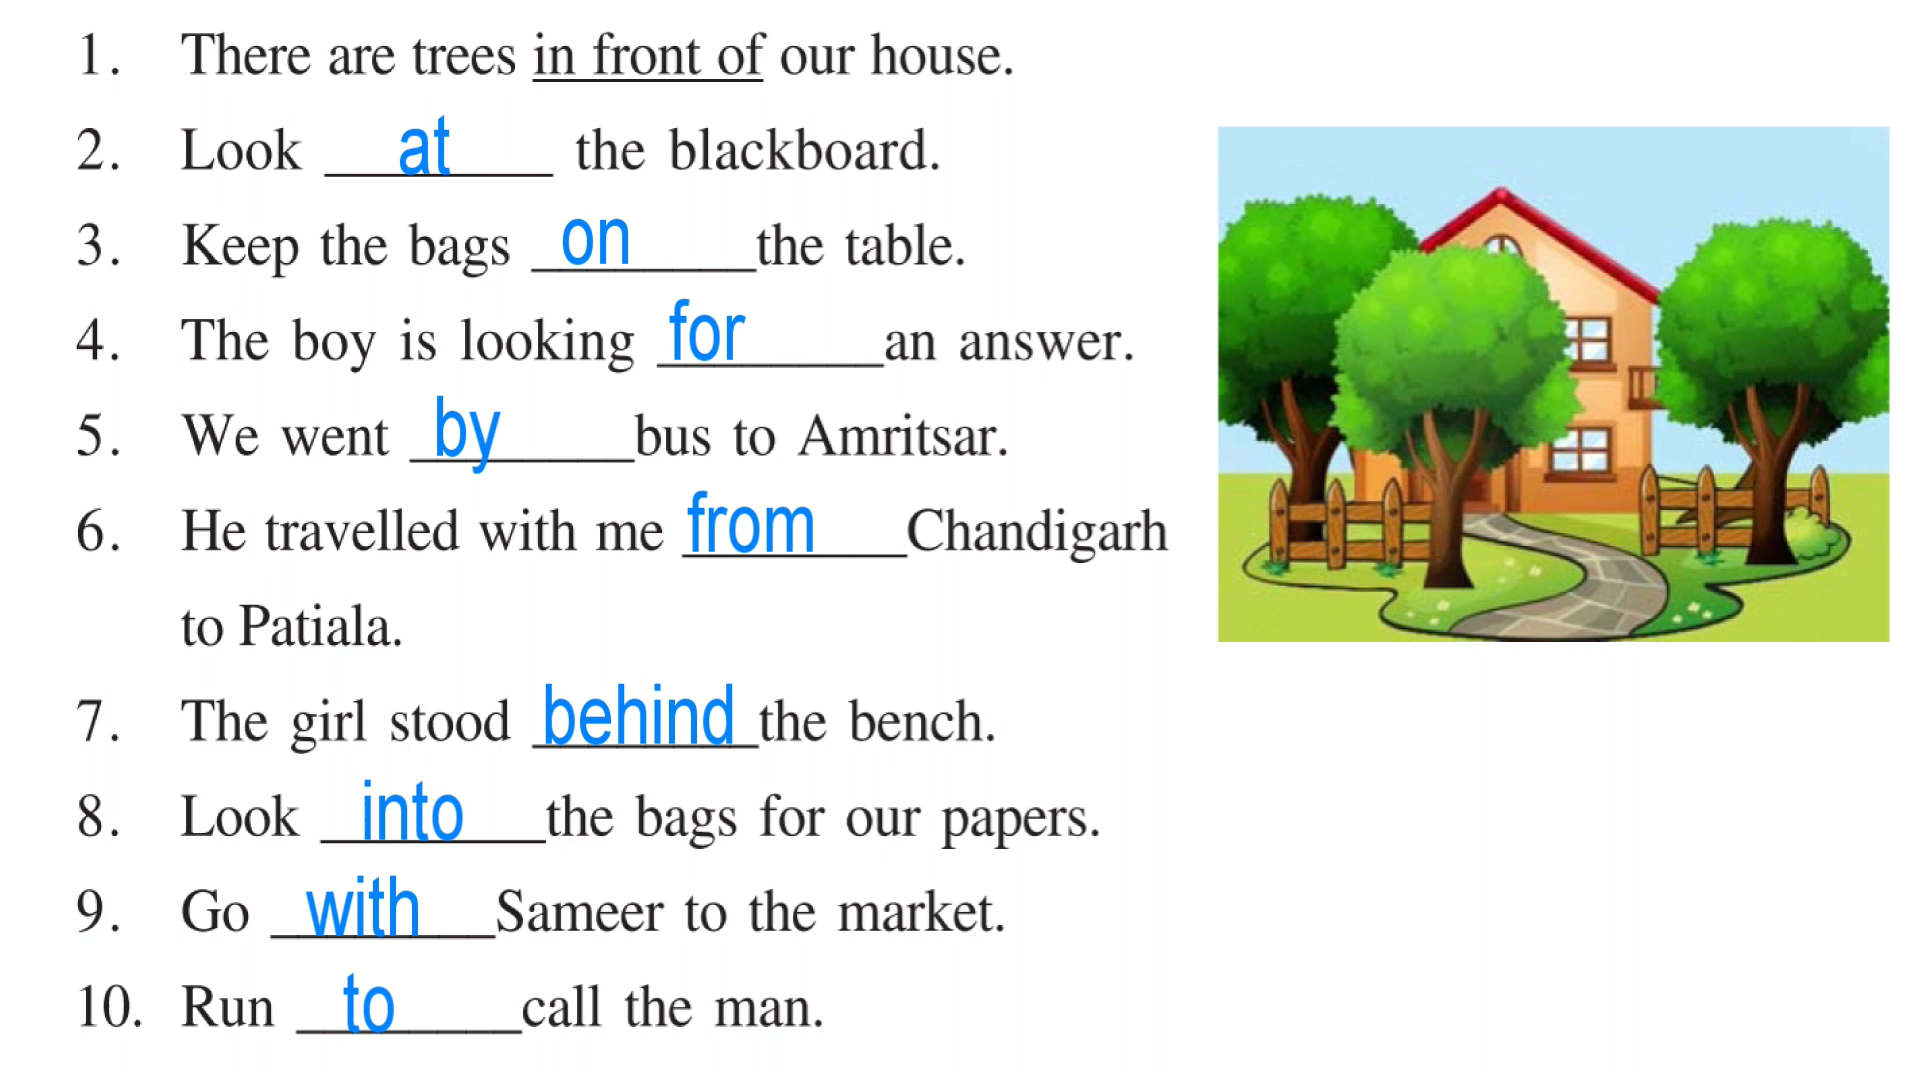 1. There are trees in front of our house.
2. Look at the blackboard.
3. Keep the bags on the table.
4. The boy is looking for an answer.
5. We went by bus to Amritsar.
6. He travelled with me from Chandigarh
to Patiala.
7. The girl stood behind the bench.
8. Look into the bags for our papers.
9. Go with Sameer to the market.
10. Run to call the man.